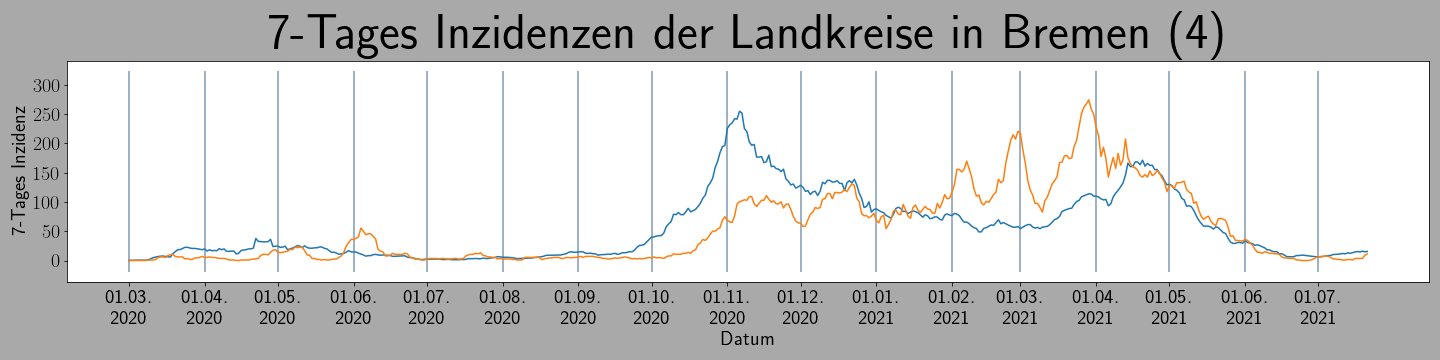 7-Tages Inzidenzen der Landkreise in Bremen (4)
7-Tages Inzidenz
300
250
200
150
100
50
0
01.03. 01.04. 01.05. 01.06. 01.07. 01.08. 01.09. 01.10. 01.11. 01.12. 01.01. 01.02. 01.03. 01.04. 01.05. 01.06. 01.07.
2020 2020 2020 2020 2020 2020 2020 2020 2020 2020 2021 2021 2021 2021 2021 2021 2021
Datum